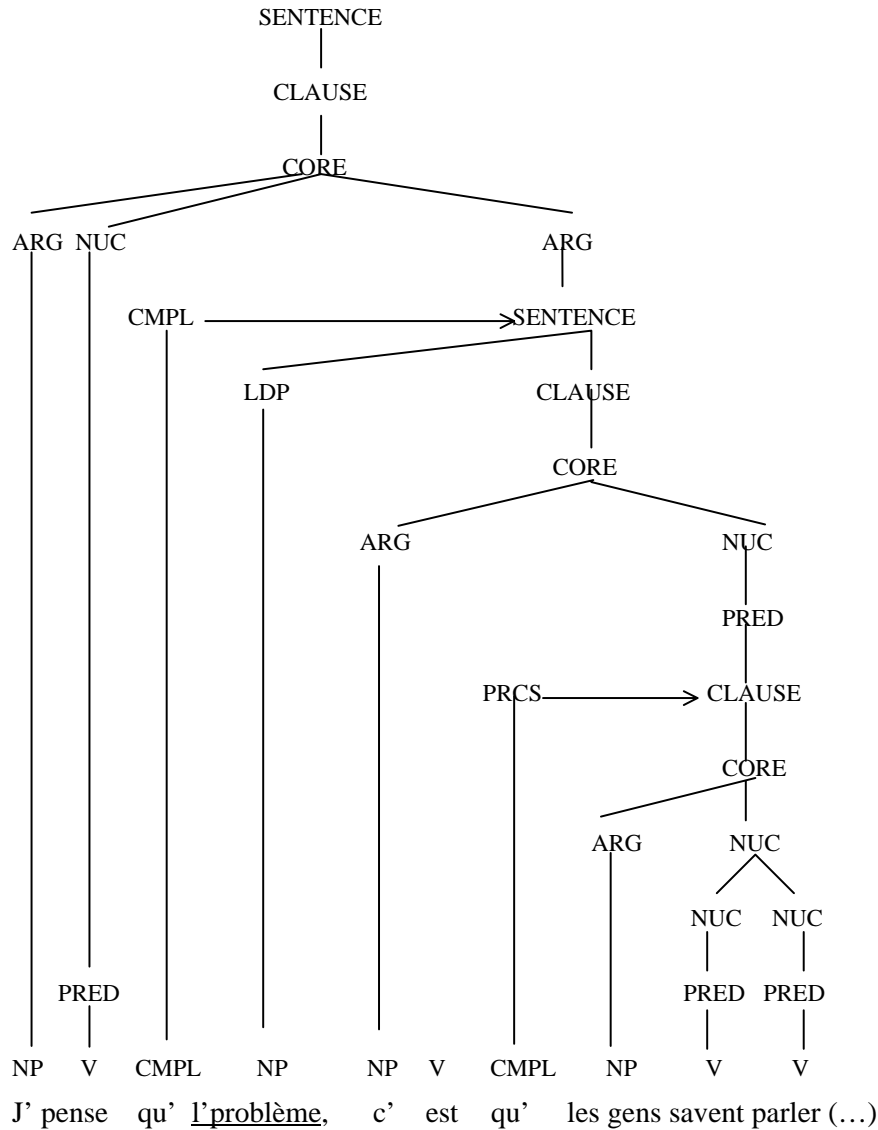 SENTENCE
CLAUSE
CORE
ARG NUC ARG
CMPL SENTENCE
LDP CLAUSE
CORE
ARG NUC
PRED
PRCS CLAUSE
CORE
ARG NUC
NUC NUC
PRED PRED PRED
NP V CMPL NP NP V CMPL NP V V
J’ pense qu’ l’problème, c’ est qu’ les gens savent parler (…)